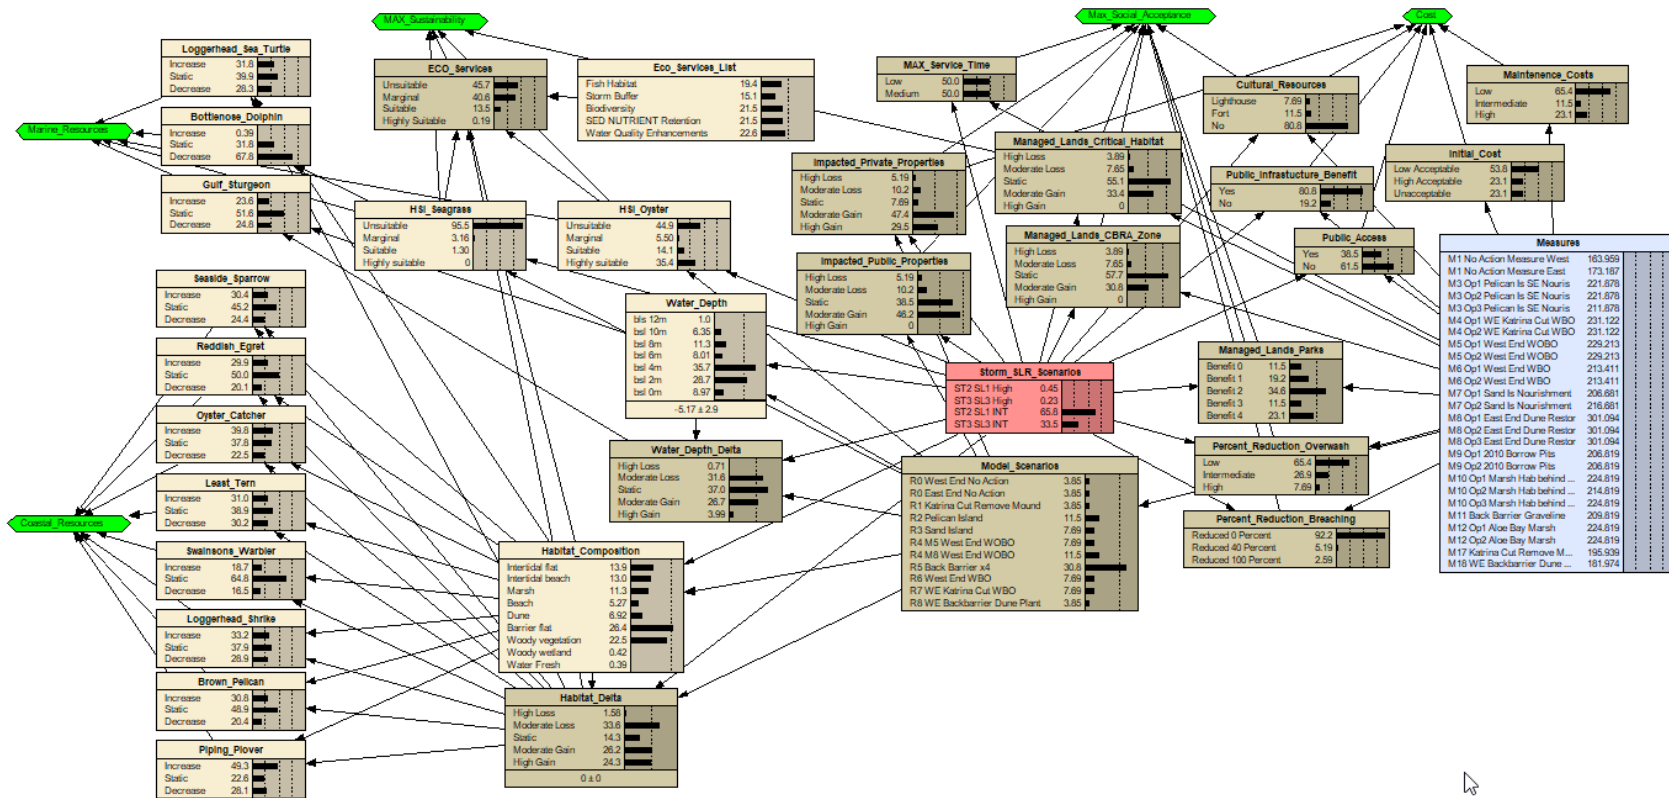 MAX_Sustainability
Max_Social_Acceptance
Cost
Marine_Resources
Coastal_Resources
Loggerhead_Sea_Turtle
Increase 31.8
Static 39.9
Decrease 28.3
Bottlenose_Dolphin
Increase 0.39
Static 31.8
Decrease 67.8
Gulf_Sturgeon
Increase 23.6
Static 51.6
Decrease 24.8
Seaside_Sparrow
Increase 30.4
Static 45.2
Decrease 24.4
Reddish_Egret
Increase 29.9
Static 50.0
Decrease 20.1
Oyster_Catcher
Increase 39.8
Static 37.8
Decrease 22.5
Least_Tern
Increase 31.0
Static 38.9
Decrease 30.2
Swainsons_Warbler
Increase 18.7
Static 64.8
Decrease 16.5
Loggerhead_Shrike
Increase 33.2
Static 37.9
Decrease 28.9
Brown_Pelican
Increase 30.8
Static 48.9
Decrease 20.4
Piping_Plover
Increase 49.3
Static 22.6
Decrease 28.1
ECO_Services
Unsuitable 45.7
Marginal 40.6
Suitable 13.5
Highly Suitable 0.19
Eco_Services_List
Fish Habitat 19.4
Storm Buffer 15.1
Biodiversity 21.5
SED NUTRIENT Retention 21.5
Water Quality Enhancements 22.6
HSI_Seagrass
Unsuitable 95.5
Marginal 3.16
Suitable 1.30
Highly suitable 0
HSI_Oyster
Unsuitable 44.9
Marginal 5.50
Suitable 14.1
Highly suitable 35.4
Water_Depth
bls 12m 1.0
bsl 10m 6.35
bsl 8m 11.3
bsl 6m 8.01
bsl 4m 35.7
bsl 2m 28.7
bsl 0m 8.97
-5.17 ± 2.9
Water_Depth_Delta
High Loss 0.71
Moderate Loss 31.6
Static 37.0
Moderate Gain 26.7
High Gain 3.99
Habitat_Composition
Intertidal flat 13.9
Intertidal beach 13.0
Marsh 11.3
Beach 5.27
Dune 6.92
Barrier flat 26.4
Woody vegetation 22.5
Woody wetland 0.42
Water Fresh 0.39
Habitat_Delta
High Loss 1.58
Moderate Loss 33.6
Static 14.3
Moderate Gain 26.2
High Gain 24.3
0 ± 0
MAX_Service_Time
Low 50.0
Medium 50.0
Impacted_Private_Properties
High Loss 5.19
Moderate Loss 10.2
Static 7.69
Moderate Gain 47.4
High Gain 29.5
Impacted_Public_Properties
High Loss 5.19
Moderate Loss 10.2
Static 38.5
Moderate Gain 46.2
High Gain 0
Managed_Lands_Critical_Habitat
High Loss 3.89
Moderate Loss 7.65
Static 55.1
Moderate Gain 33.4
High Gain 0
Managed_Lands_CBRA_Zone
High Loss 3.89
Moderate Loss 7.65
Static 57.7
Moderate Gain 30.8
High Gain 0
Storm_SLR_Scenarios
ST2 SL1 High 0.45
ST3 SL3 High 0.23
ST2 SL1 INT 65.8
ST3 SL3 INT 33.5
Model_Scenarios
R0 West End No Action 3.85
R0 East End No Action 3.85
R1 Katrina Cut Remove Mound 3.85
R2 Pelican Island 11.5
R3 Sand Island 7.69
R4 M5 West End WOBO 7.69
R4 M8 West End WOBO 11.5
R5 Back Barrier x4 30.8
R6 West End WBO 7.69
R7 WE Katrina Cut WBO 7.69
R8 WE Backbarrier Dune Plant 3.85
Cultural_Resources
Lighthouse 7.69
Fort 11.5
No 80.8
Public_Infastucture_Benefit
Yes 80.8
No 19.2
Public_Access
Yes 38.5
No 61.5
Maintenence_Costs
Low 65.4
Intermediate 11.5
High 23.1
Initial_Cost
Low Acceptable 53.8
High Acceptable 23.1
Unacceptable 23.1
Managed_Lands_Parks
Benefit 0 11.5
Benefit 1 19.2
Benefit 2 34.6
Benefit 3 11.5
Benefit 4 23.1
Percent_Reduction_Overwash
Low 65.4
Intermediate 26.9
High 7.69
Percent_Reduction_Breaching
Reduced 0 Percent 92.2
Reduced 40 Percent 5.19
Reduced 100 Percent 2.59
Measures
M1 No Action Measure West 163.959
M1 No Action Measure East 173.187
M3 Op1 Pelican Is SE Nouris 221.878
M3 Op2 Pelican Is SE Nouris 221.878
M3 Op3 Pelican Is SE Nouris 211.878
M4 Op1 WE Katrina Cut WBO 231.122
M4 Op2 WE Katrina Cut WBO 231.122
M5 Op1 West End WOBO 229.213
M5 Op2 West End WOBO 229.213
M6 Op1 West End WBO 213.411
M6 Op2 West End WBO 213.411
M7 Op1 Sand Is Nourishment 206.681
M7 Op2 Sand Is Nourishment 216.681
M8 Op1 East End Dune Restor 301.094
M8 Op2 East End Dune Restor 301.094
M8 Op3 East End Dune Restor 301.094
M9 Op1 2010 Borrow Pits 206.819
M9 Op2 2010 Borrow Pits 206.819
M10 Op1 Marsh Hab behind ... 224.819
M10 Op2 Marsh Hab behind ... 214.819
M10 Op3 Marsh Hab behind ... 224.819
M11 Back Barrier Graveline 209.819
M12 Op1 Aloe Bay Marsh 224.819
M12 Op2 Aloe Bay Marsh 224.819
M17 Katrina Cut Remove M... 195.939
M18 WE Backbarrier Dune ... 181.974